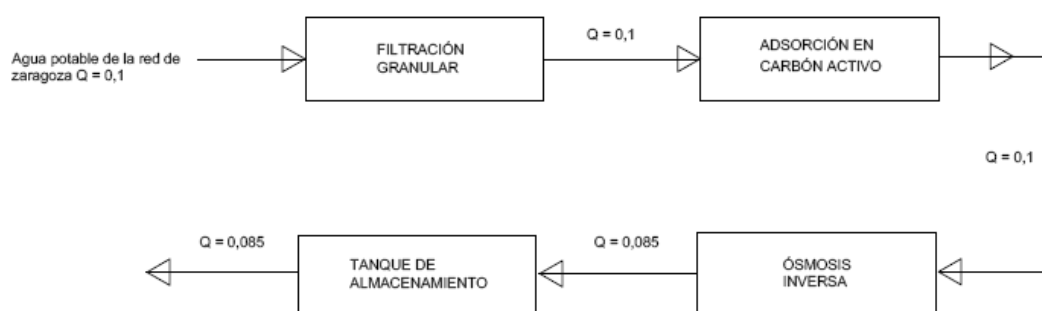 Agua potable de la red de
zaragoza Q = 0,1
FILTRACIÓN
GRANULAR
Q = 0,1
ADSORCIÓN EN
CARBÓN ACTIVO
Q = 0,1
Q = 0,085
TANQUE DE
ALMACENAMIENTO
Q = 0,085
ÓSMOSIS
INVERSA